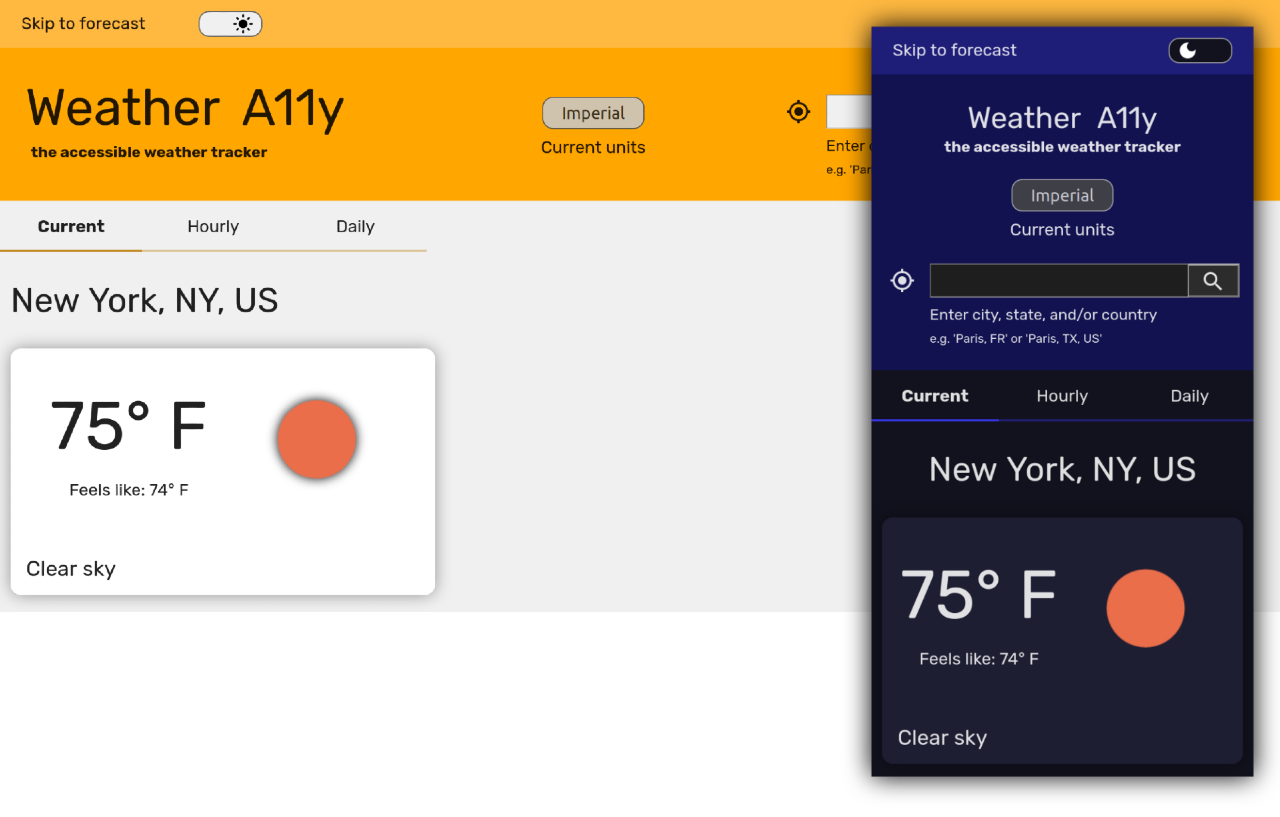 Skip to forecast
Weather A11y
the accessible weather tracker
Imperial
Current units
Enter
e.g. 'Par
Current Hourly Daily
New York, NY, US
75° F
Feels like: 74° F
Clear sky
Skip to forecast
Weather A11y
the accessible weather tracker
Imperial
Current units
Enter city, state, and/or country
e.g. 'Paris, FR' or 'Paris, TX, US'
Current Hourly Daily
New York, NY, US
75° F
Feels like: 74° F
Clear sky